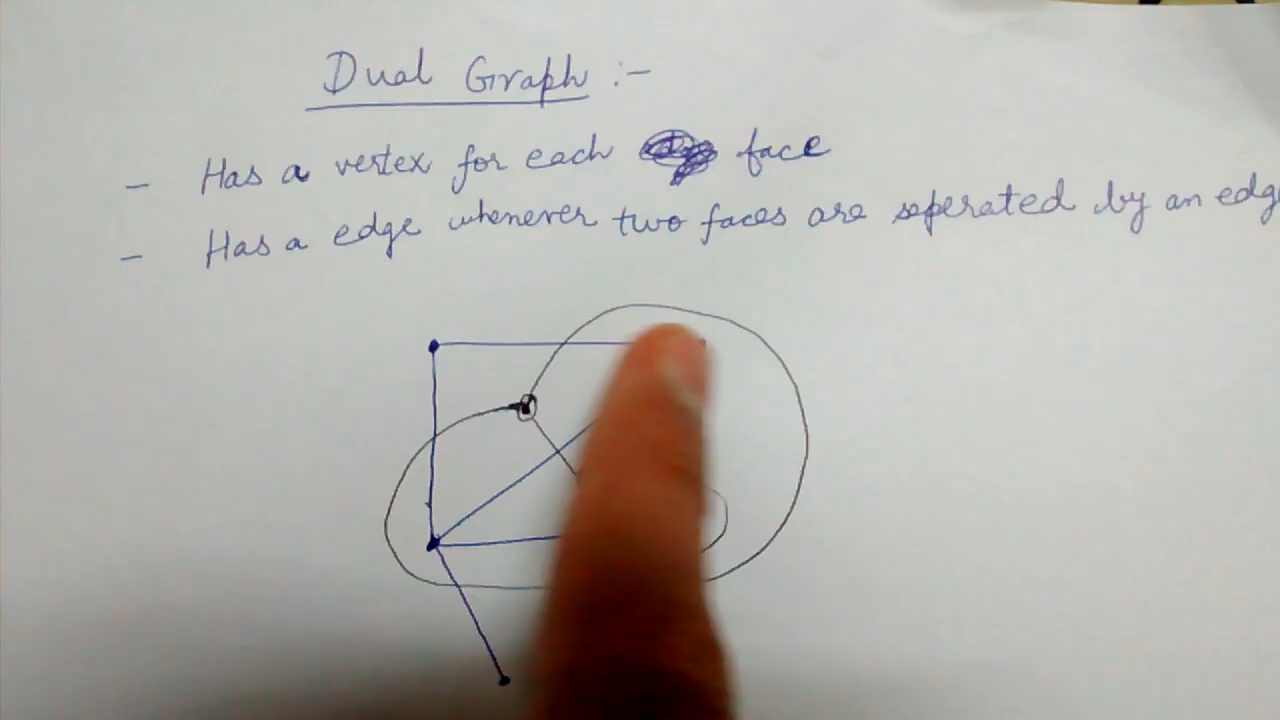 Dual Graph :-
- Has a vertex for each face
- Has a edge whenever two faces are seperated by an edge